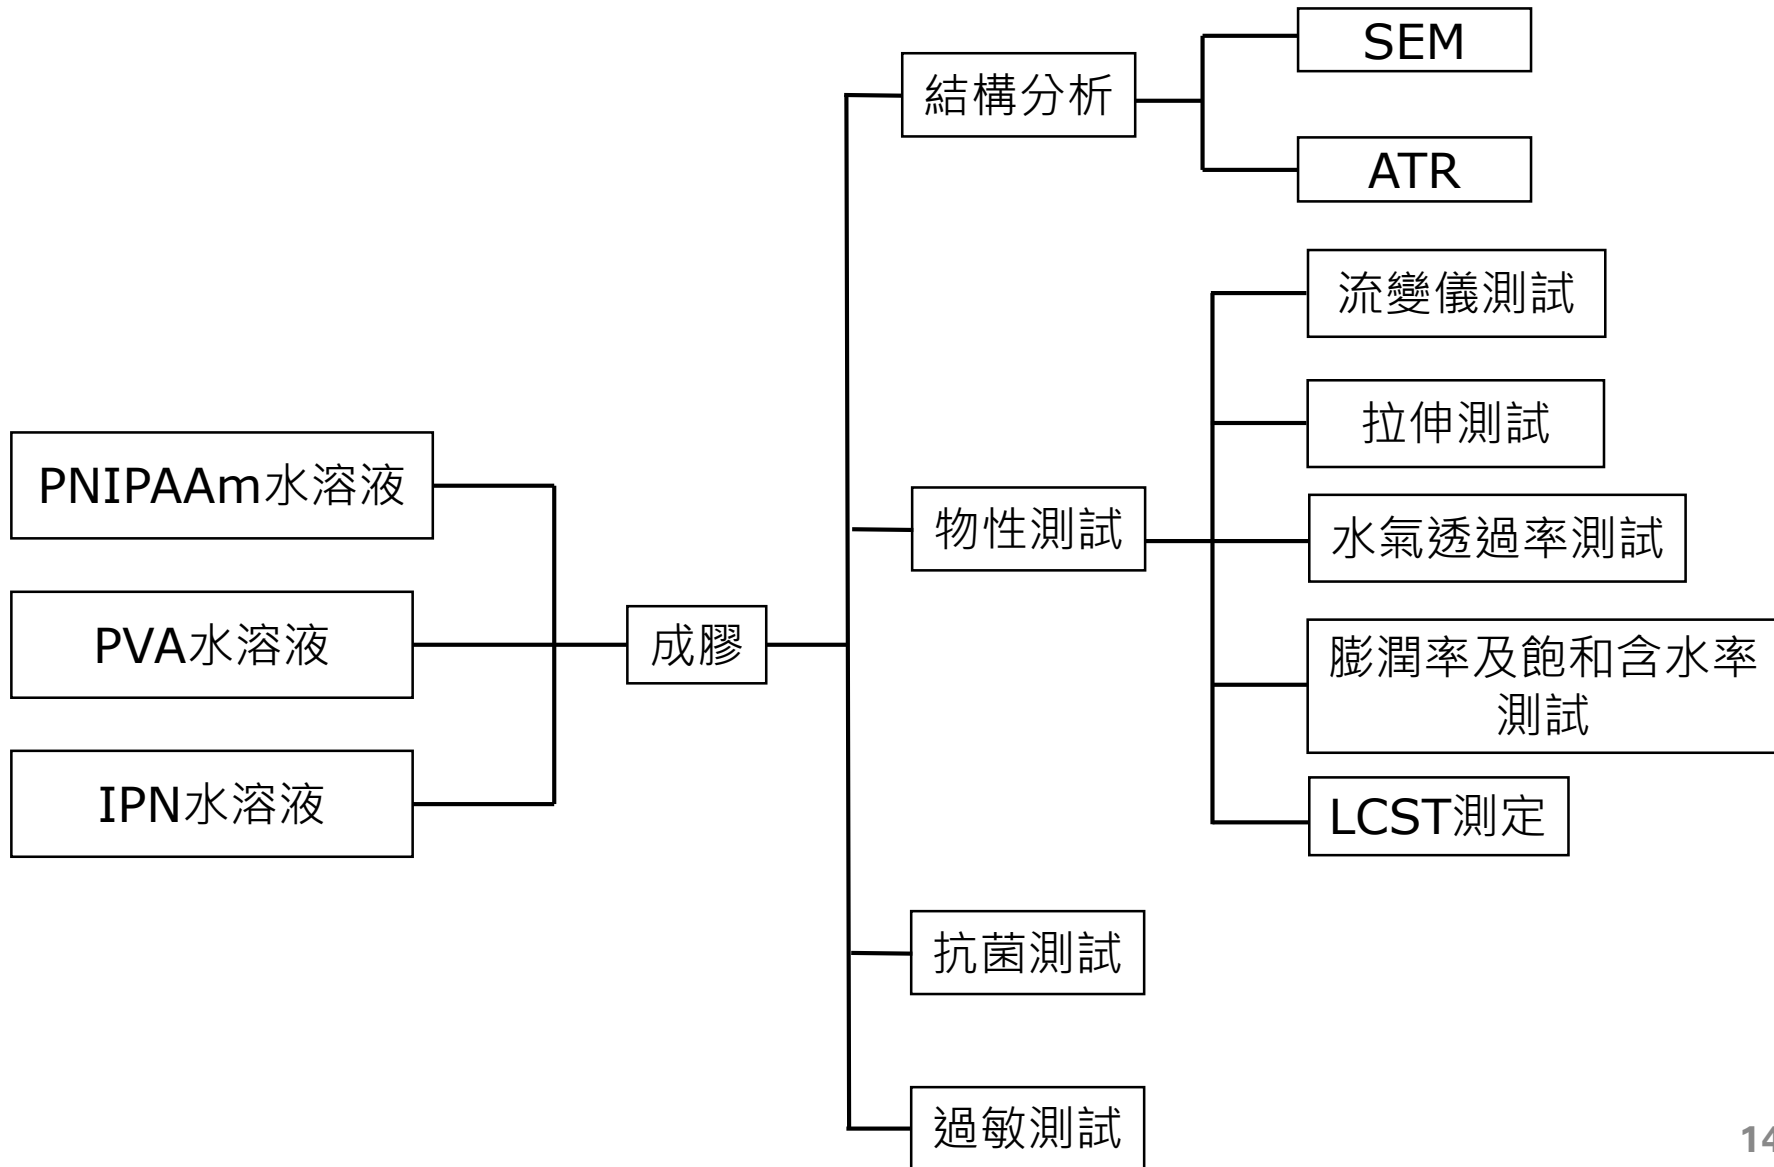 PNIPAAm水溶液
PVA水溶液
IPN水溶液
成膠
結構分析
SEM
ATR
物性測試
流變儀測試
拉伸測試
水氣透過率測試
膨潤率及飽和含水率
測試
LCST測定
抗菌測試
過敏測試
14